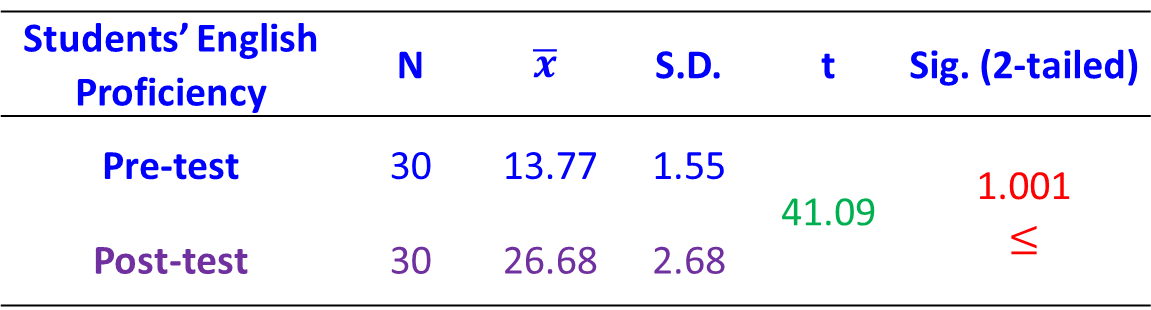 Students’ English Proficiency N x̅ S.D. t Sig. (2-tailed)
Pre-test 30 13.77 1.55 41.09 1.001
≤
Post-test 30 26.68 2.68